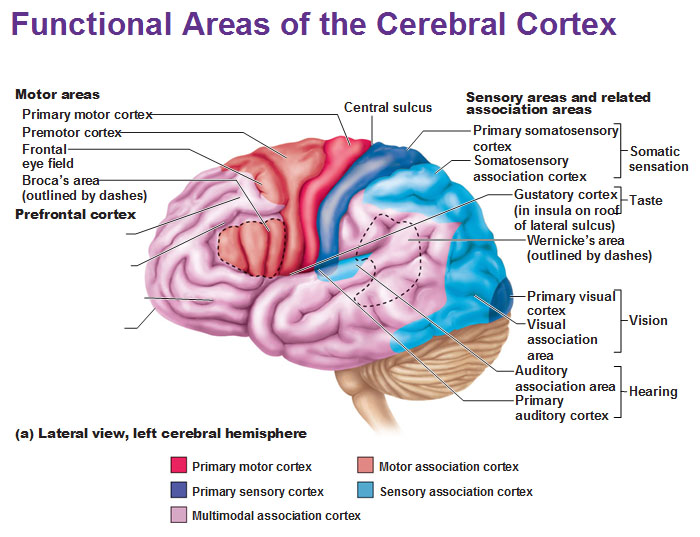 Functional Areas of the Cerebral Cortex
Motor areas
Primary motor cortex
Premotor cortex
Frontal
eye field
Broca's area
(outlined by dashes)
Prefrontal cortex
Central sulcus
Sensory areas and related
association areas
Primary somatosensory
cortex
Somatosensory
association cortex
Somatic
sensation
Gustatory cortex
(in insula on roof
of lateral sulcus)
Taste
Wernicke's area
(outlined by dashes)
Primary visual
cortex
Visual
association
area
Vision
Auditory
association area
Primary
auditory cortex
Hearing
(a) Lateral view, left cerebral hemisphere
Primary motor cortex
Motor association cortex
Primary sensory cortex
Sensory association cortex
Multimodal association cortex